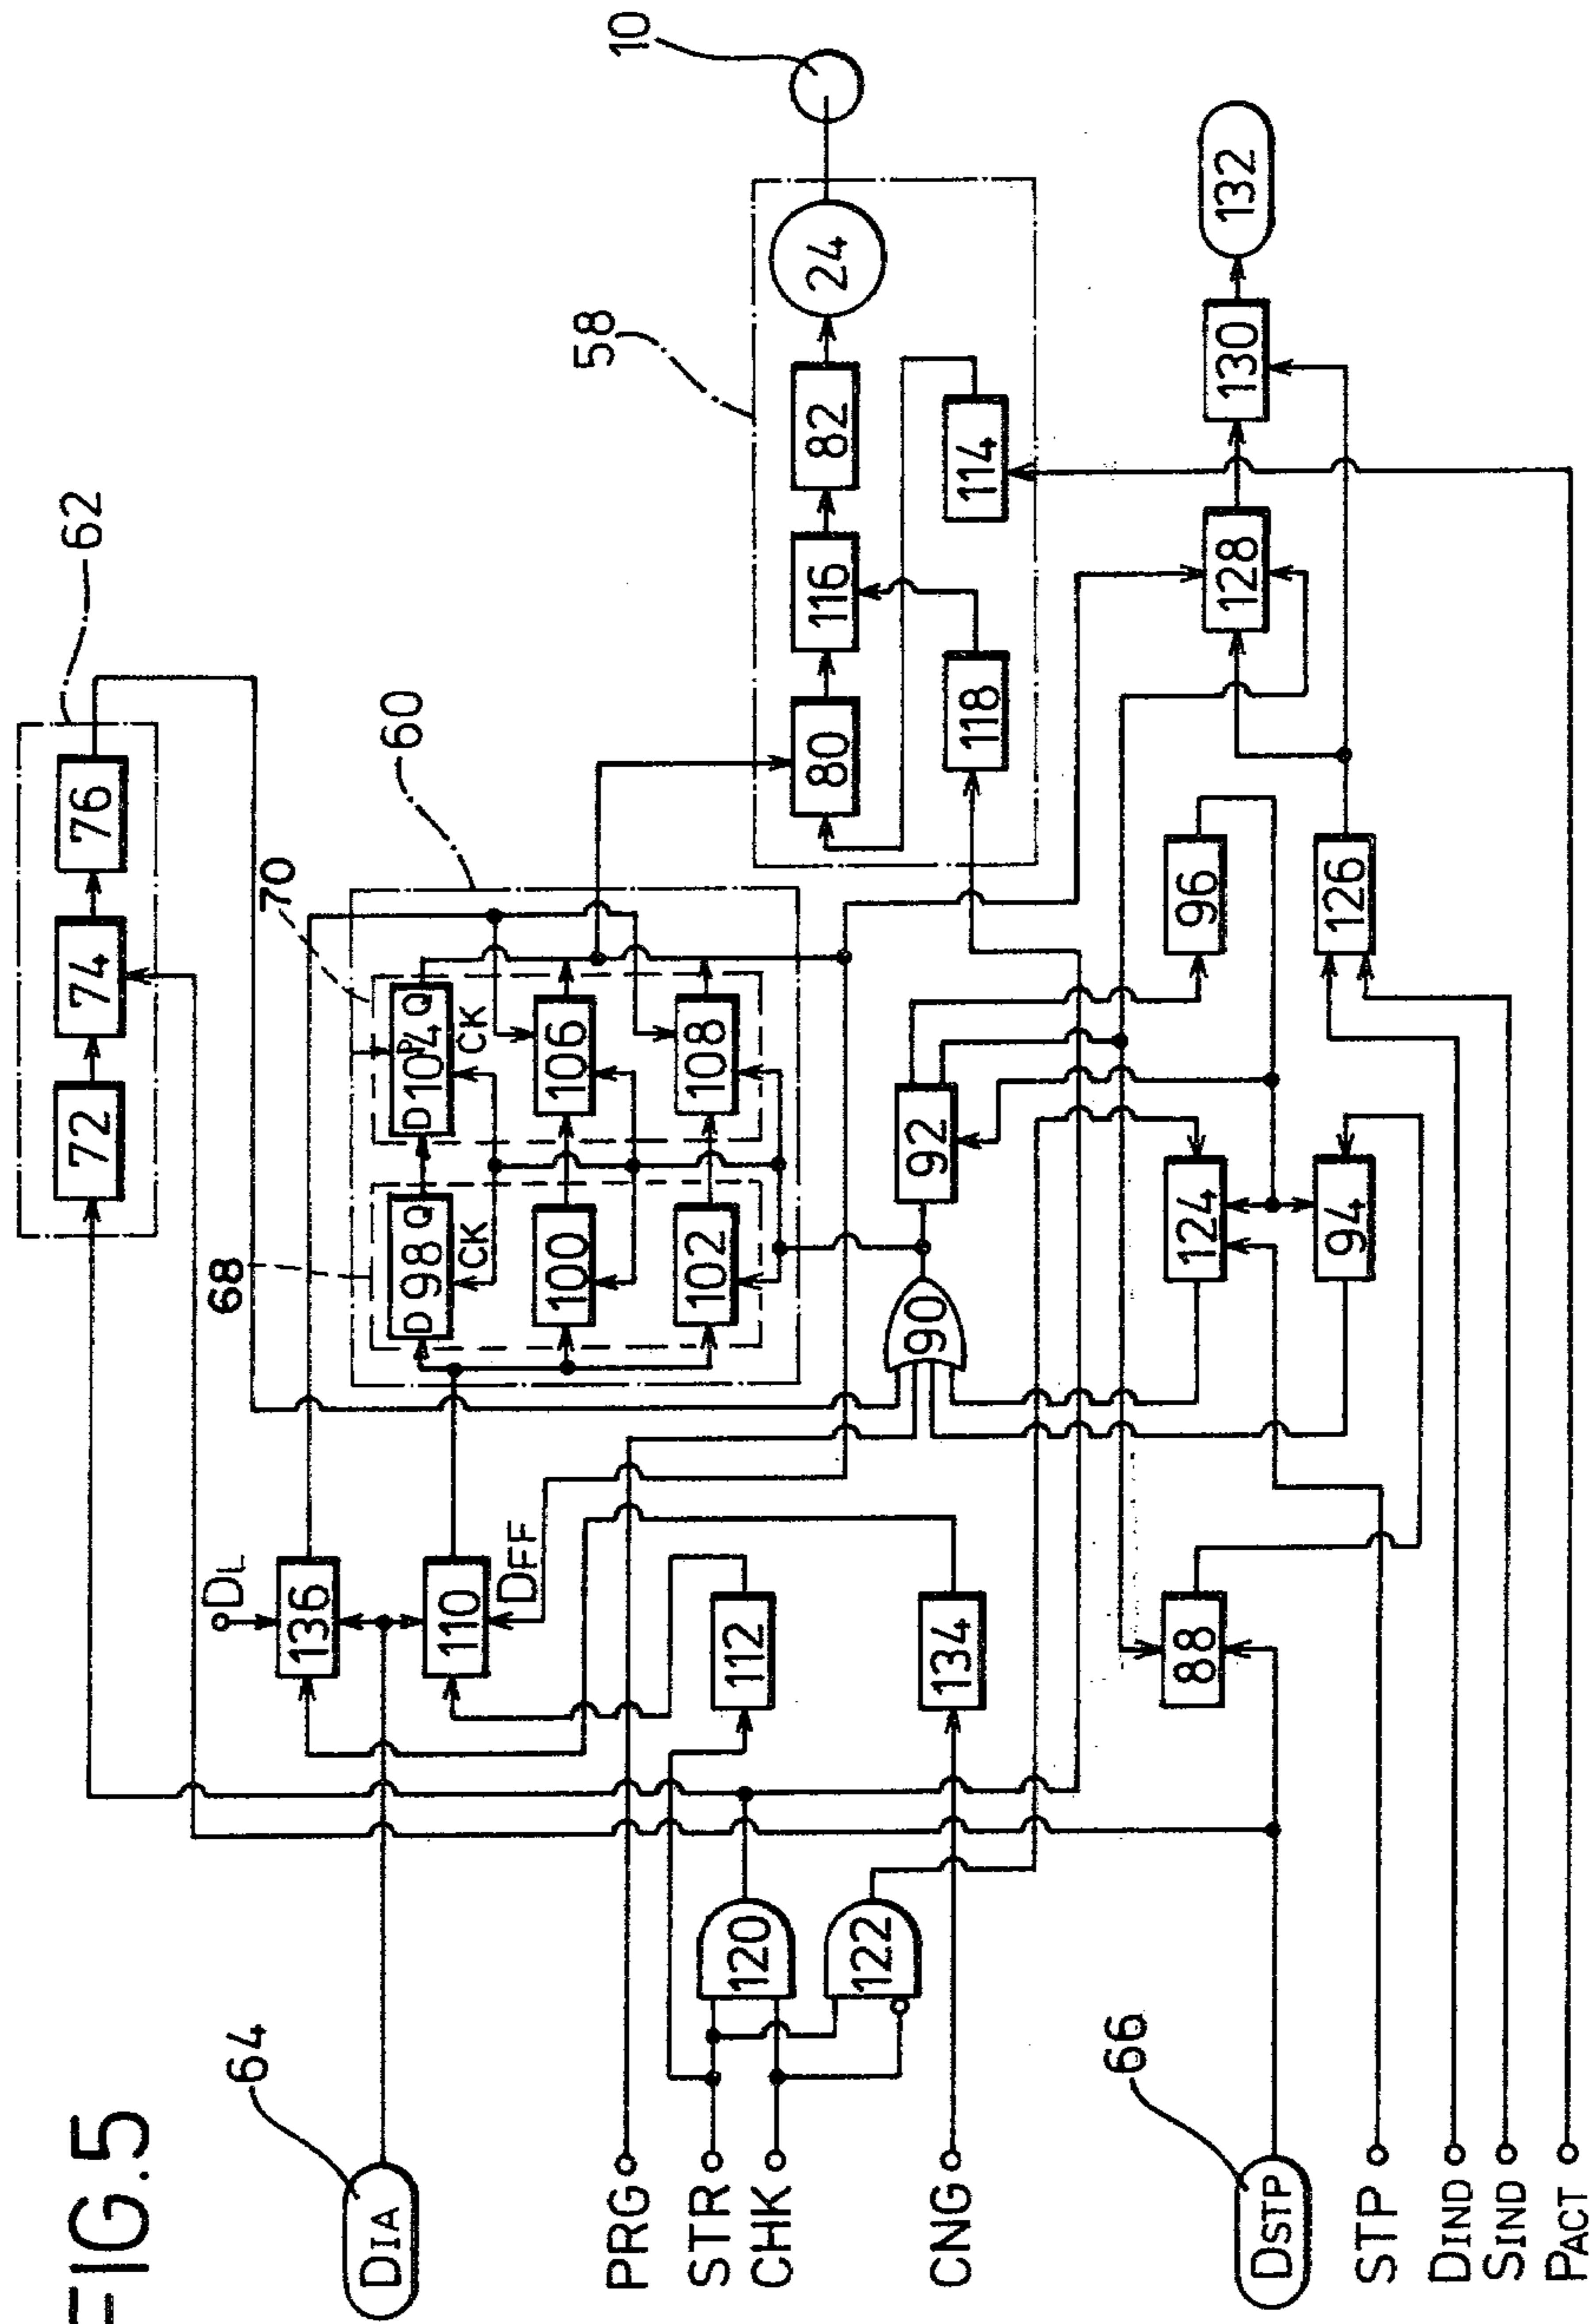 FIG.5
62
72
74
76
64
DIA
DL
136
110
DFF
68
70
60
D 98 Q
CK
D 104 Q
P
CK
100
106
102
108
58
80
116
82
24
10
118
114
PRG
STR
CHK
CNG
120
122
112
134
90
92
96
124
94
126
128
130
132
66
DSTP
88
STP
DIND
SIND
PACT